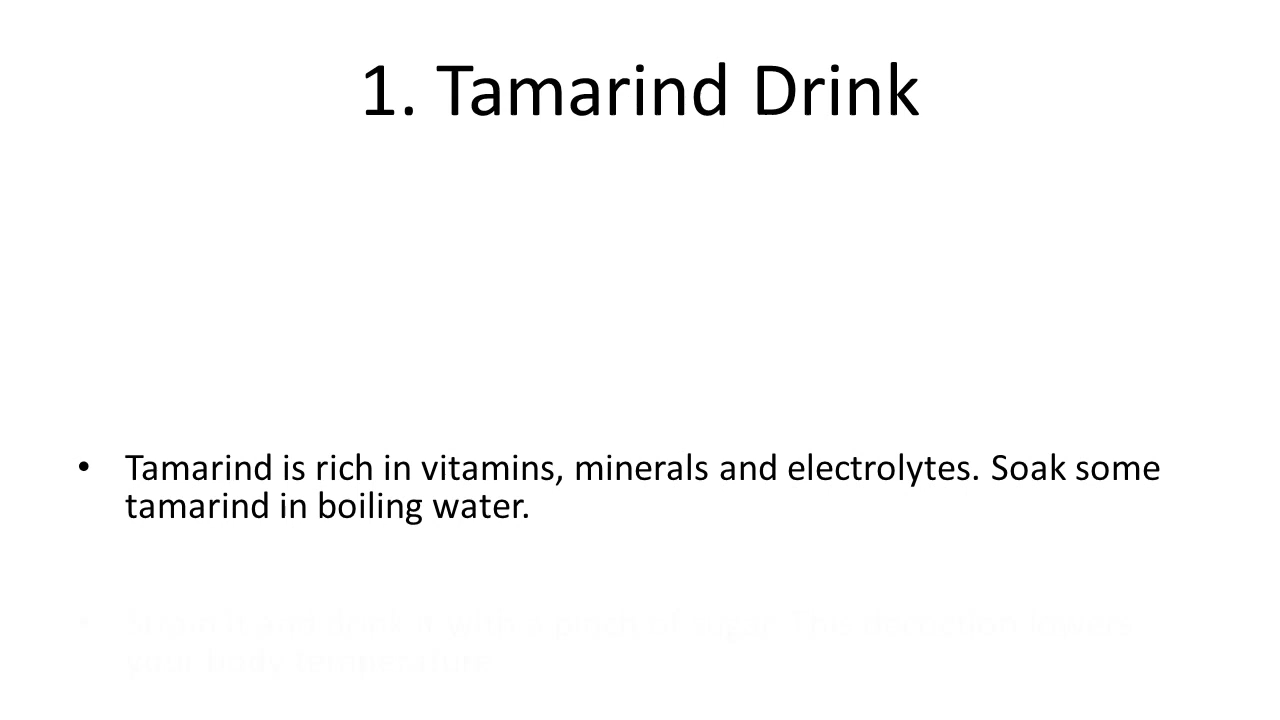 1. Tamarind Drink
• Tamarind is rich in vitamins, minerals and electrolytes. Soak some
tamarind in boiling water.
• Strain it and drink it with a pinch of sugar. This decoction lowers
your body temperature.